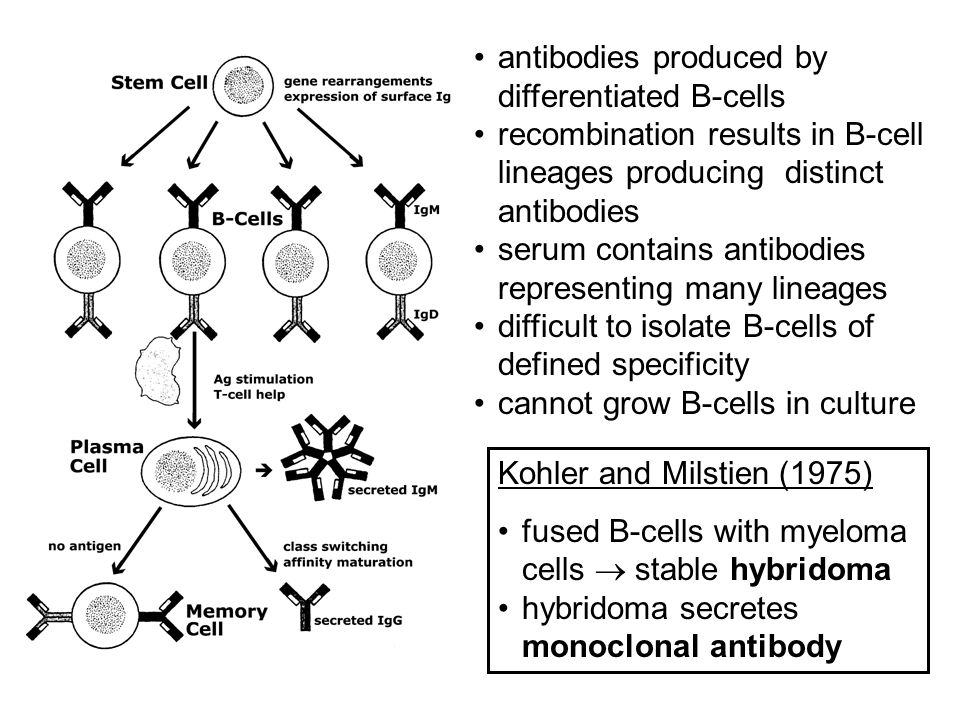 Stem Cell
gene rearrangements
expression of surface Ig
B-Cells
IgM
IgD
Ag stimulation
T-cell help
Plasma
Cell
secreted IgM
no antigen
class switching
affinity maturation
Memory
Cell
secreted IgG
• antibodies produced by
differentiated B-cells
• recombination results in B-cell
lineages producing distinct
antibodies
• serum contains antibodies
representing many lineages
• difficult to isolate B-cells of
defined specificity
• cannot grow B-cells in culture
Kohler and Milstien (1975)
• fused B-cells with myeloma
cells → stable hybridoma
• hybridoma secretes
monoclonal antibody